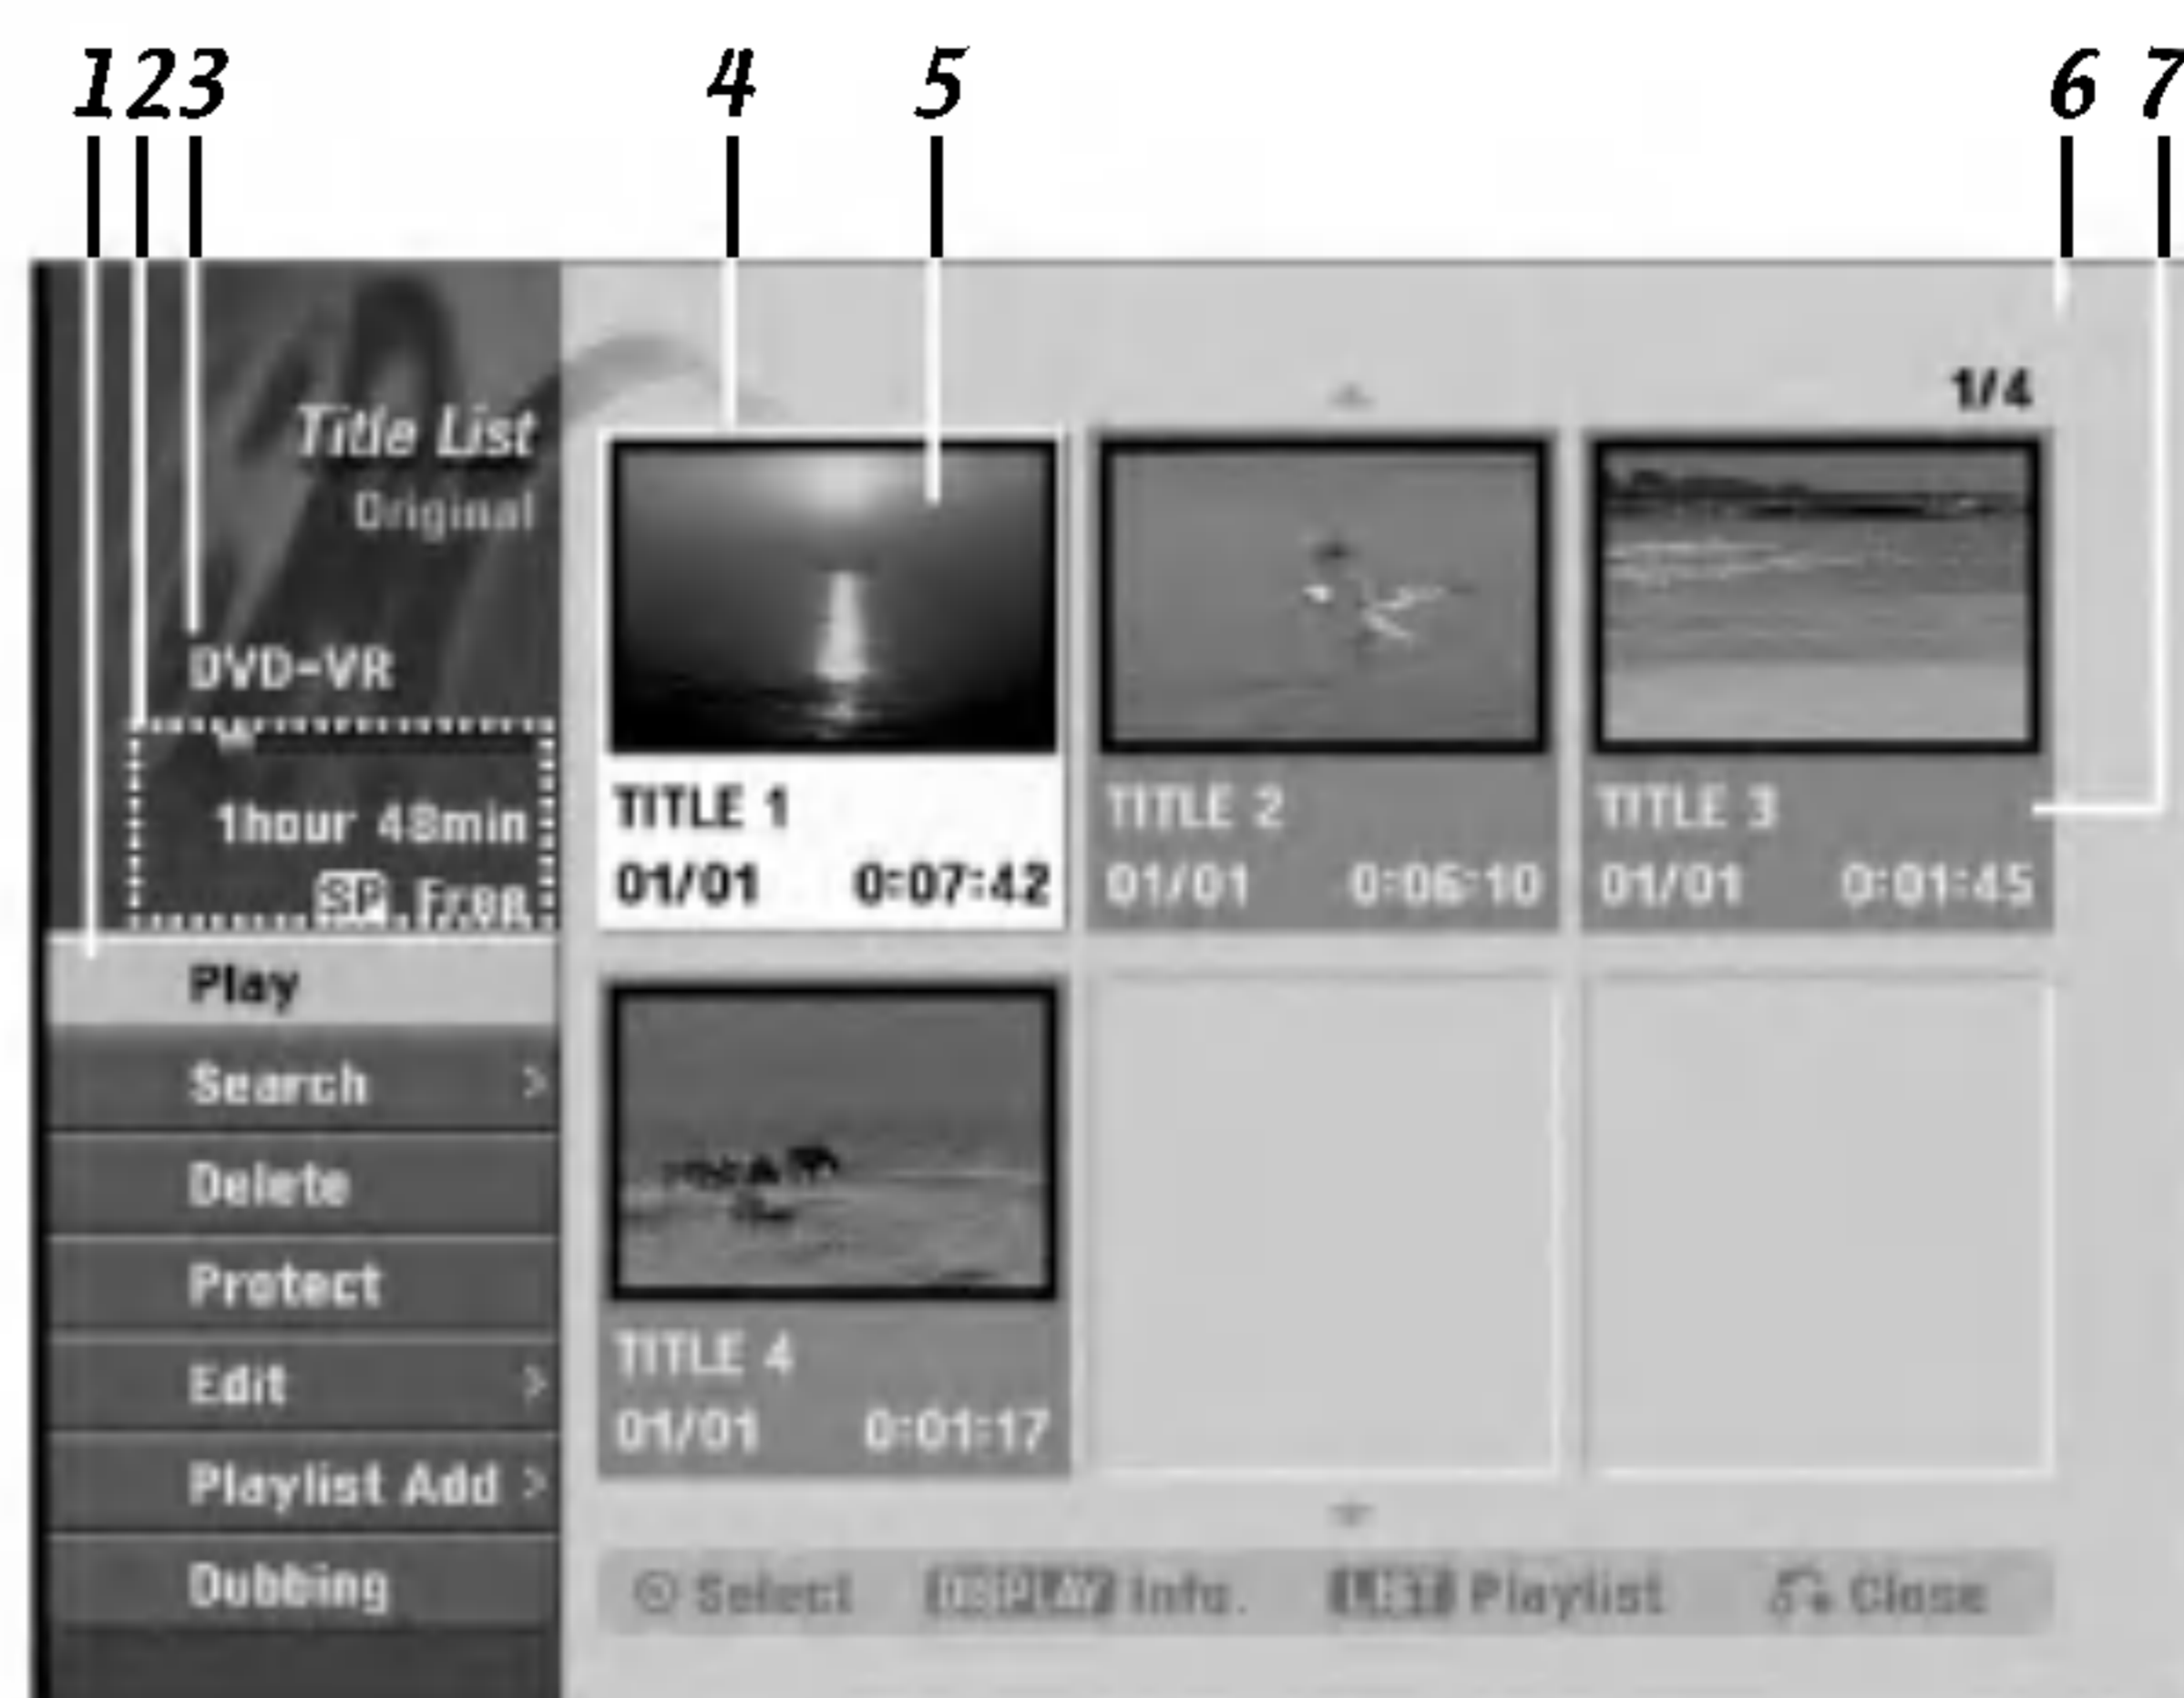 1 2 3 4 5 6 7
Title List
Original
DVD-VR
1hour 48min
SP Free
Play
Search >
Delete
Protect
Edit >
Playlist Add >
Dubbing
1/4
TITLE 1
01/01 0:07:42
TITLE 2
01/01 0:06:10
TITLE 3
01/01 0:01:45
TITLE 4
01/01 0:01:17
Select DISPLAY Info. Playlist Close